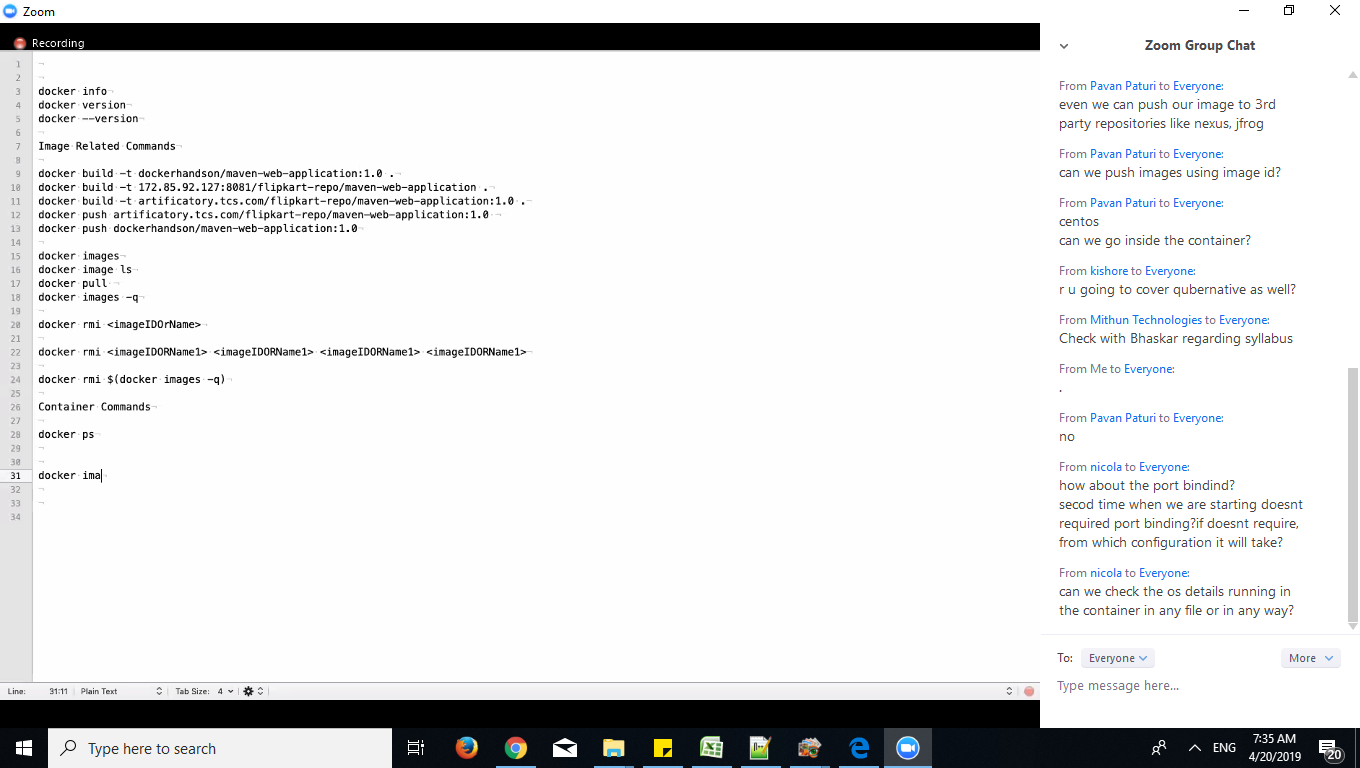 Zoom
Recording
1
2
3 docker info
4 docker version
5 docker --version
6
7 Image Related Commands
8
9 docker build -t dockerhandson/maven-web-application:1.0 .
10 docker build -t 172.85.92.127:8081/flipkart-repo/maven-web-application .
11 docker build -t artificatory.tcs.com/flipkart-repo/maven-web-application:1.0 .
12 docker push artificatory.tcs.com/flipkart-repo/maven-web-application:1.0
13 docker push dockerhandson/maven-web-application:1.0
14
15 docker images
16 docker image ls
17 docker pull
18 docker images -q
19
20 docker rmi <imageIDOrName>
21
22 docker rmi <imageIDORName1> <imageIDORName1> <imageIDORName1> <imageIDORName1>
23
24 docker rmi $(docker images -q)
25
26 Container Commands
27
28 docker ps
29
30
31 docker ima
32
33
34
Line: 31:11 Plain Text Tab Size: 4
Zoom Group Chat
From Pavan Paturi to Everyone:
even we can push our image to 3rd
party repositories like nexus, jfrog
From Pavan Paturi to Everyone:
can we push images using image id?
From Pavan Paturi to Everyone:
centos
can we go inside the container?
From kishore to Everyone:
r u going to cover qubernative as well?
From Mithun Technologies to Everyone:
Check with Bhaskar regarding syllabus
From Me to Everyone:
.
From Pavan Paturi to Everyone:
no
From nicola to Everyone:
how about the port bindind?
secod time when we are starting doesnt
required port binding?if doesnt require,
from which configuration it will take?
From nicola to Everyone:
can we check the os details running in
the container in any file or in any way?
To: Everyone More
Type message here...
Type here to search
ENG
7:35 AM
4/20/2019
20